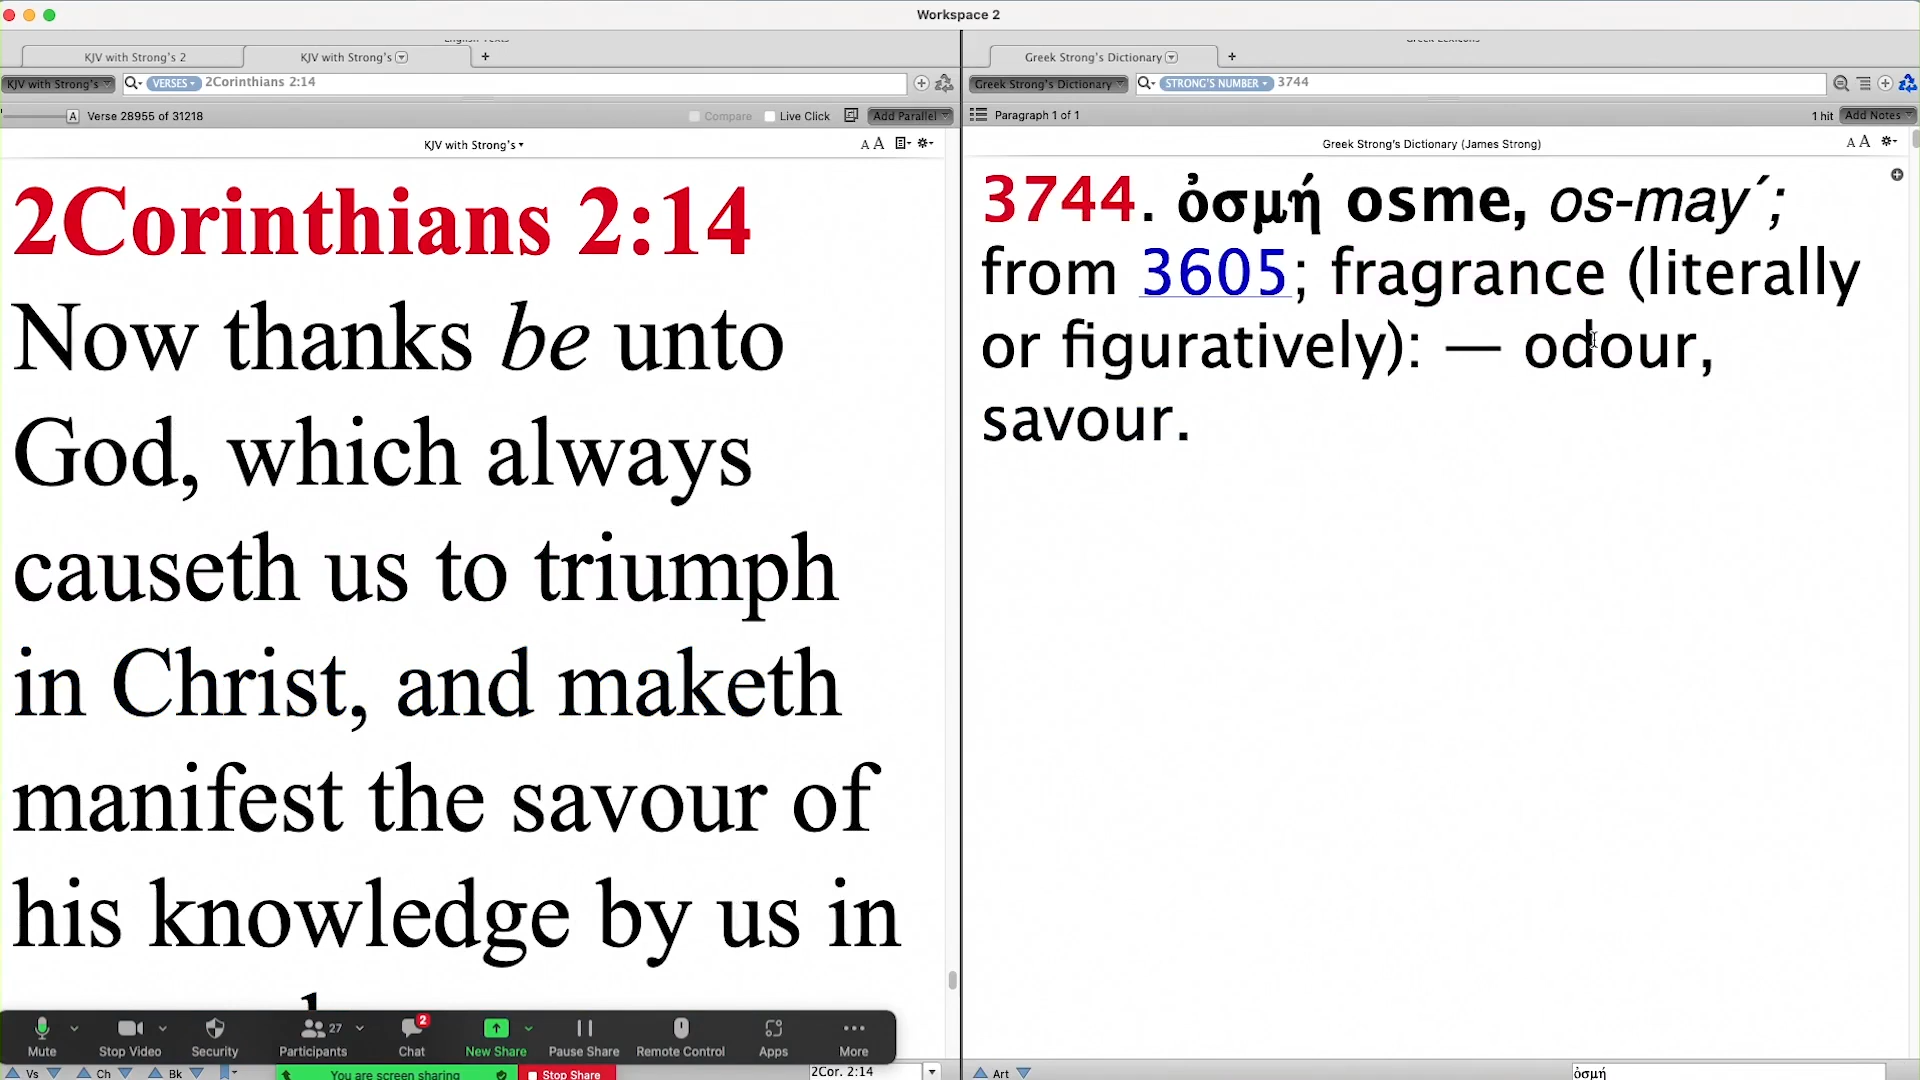 Workspace 2
KJV with Strong's 2
KJV with Strong's
+
Greek Strong's Dictionary
+
KJV with Strong's
VERSES
2Corinthians 2:14
Greek Strong's Dictionary
STRONG'S NUMBER
3744
A
Verse 28955 of 31218
Compare
Live Click
Add Parallel
Paragraph 1 of 1
1 hit
Add Notes
KJV with Strong's
A A
Greek Strong's Dictionary (James Strong)
A A
2Corinthians 2:14
Now thanks be unto
God, which always
causeth us to triumph
in Christ, and maketh
manifest the savour of
his knowledge by us in
3744. ὀσμή osme, os-may´;
from 3605; fragrance (literally
or figuratively): — odour,
savour.
27
2
Mute
Stop Video
Security
Participants
Chat
New Share
Pause Share
Remote Control
Apps
More
Vs
Ch
Bk
You are screen sharing
Stop Share
2Cor. 2:14
Art
ὀσμή